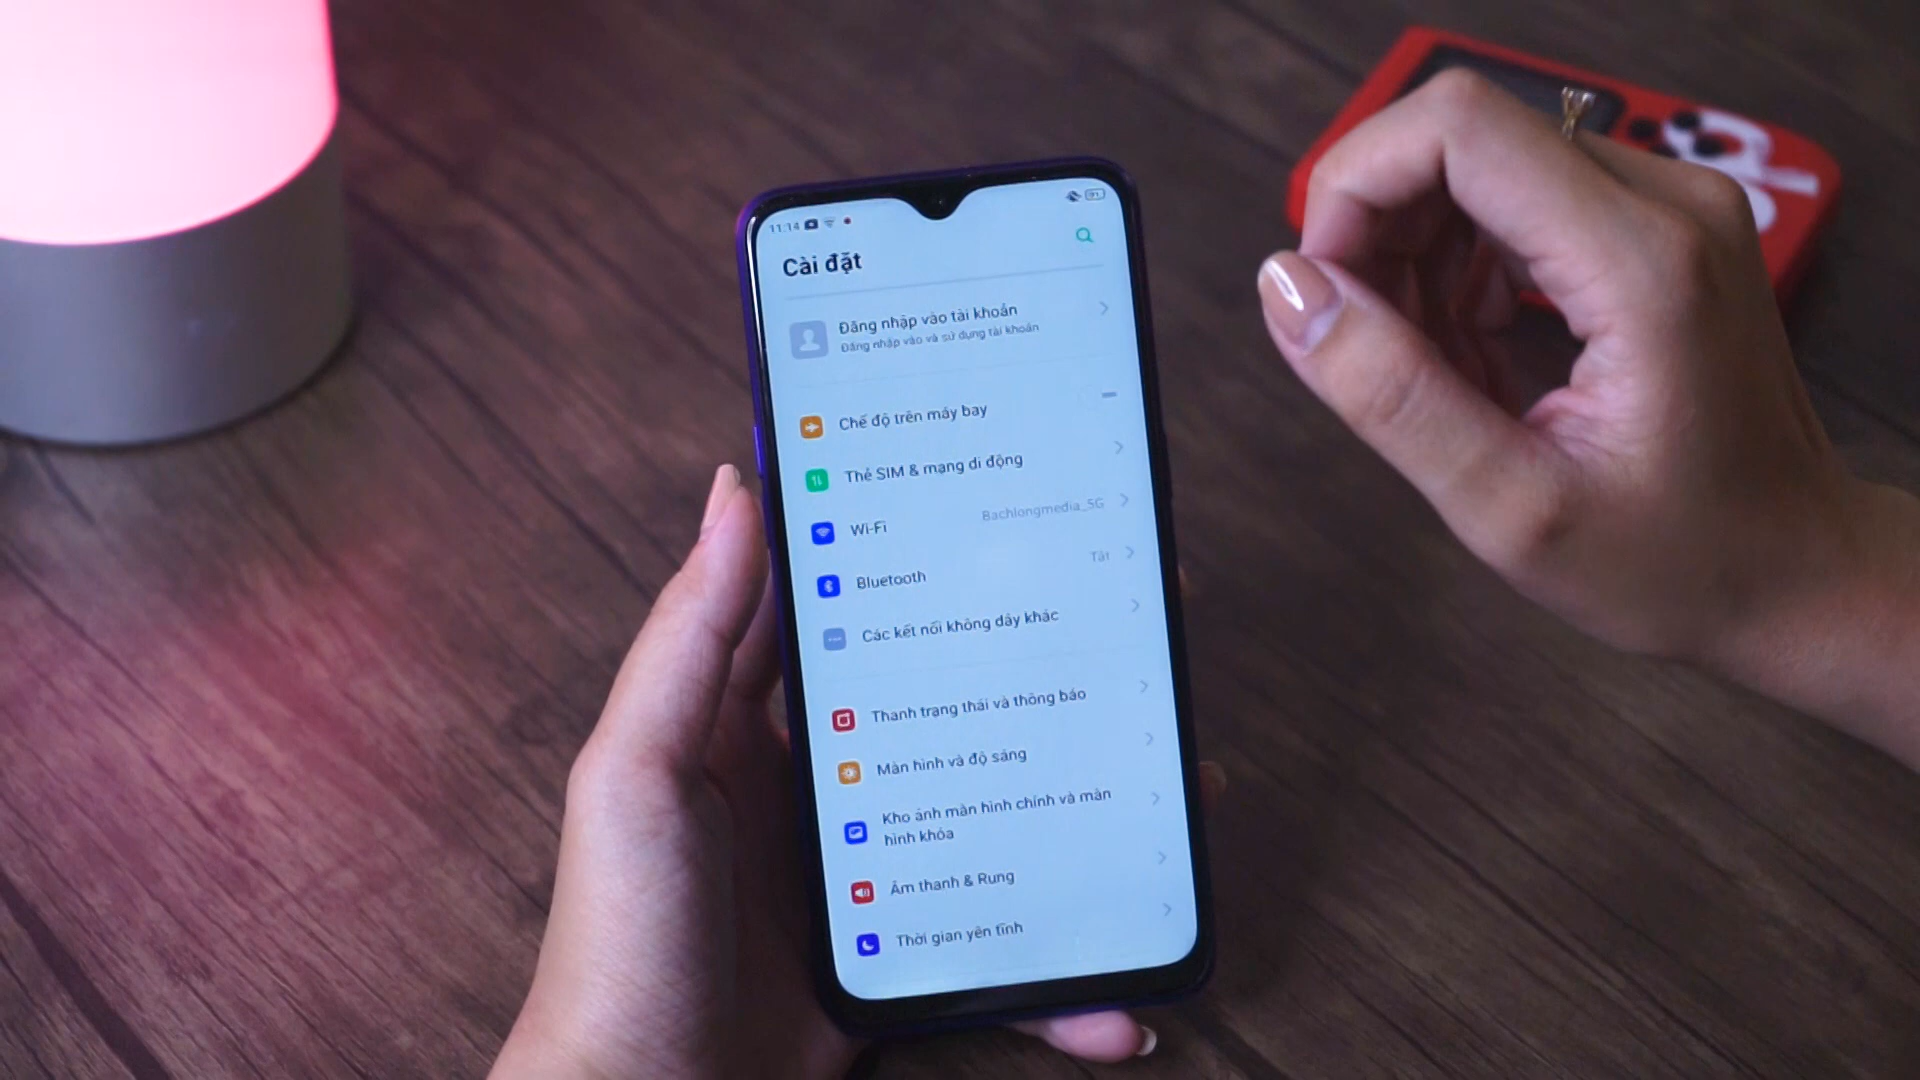 11:14
Cài đặt
Đăng nhập vào tài khoản
Đăng nhập vào và sử dụng tài khoản
Chế độ trên máy bay
Thẻ SIM & mạng di động
Wi-Fi
Bachlongmedia_5G
Bluetooth
Tắt
Các kết nối không dây khác
Thanh trạng thái và thông báo
Màn hình và độ sáng
Kho ảnh màn hình chính và màn
hình khóa
Âm thanh & Rung
Thời gian yên tĩnh